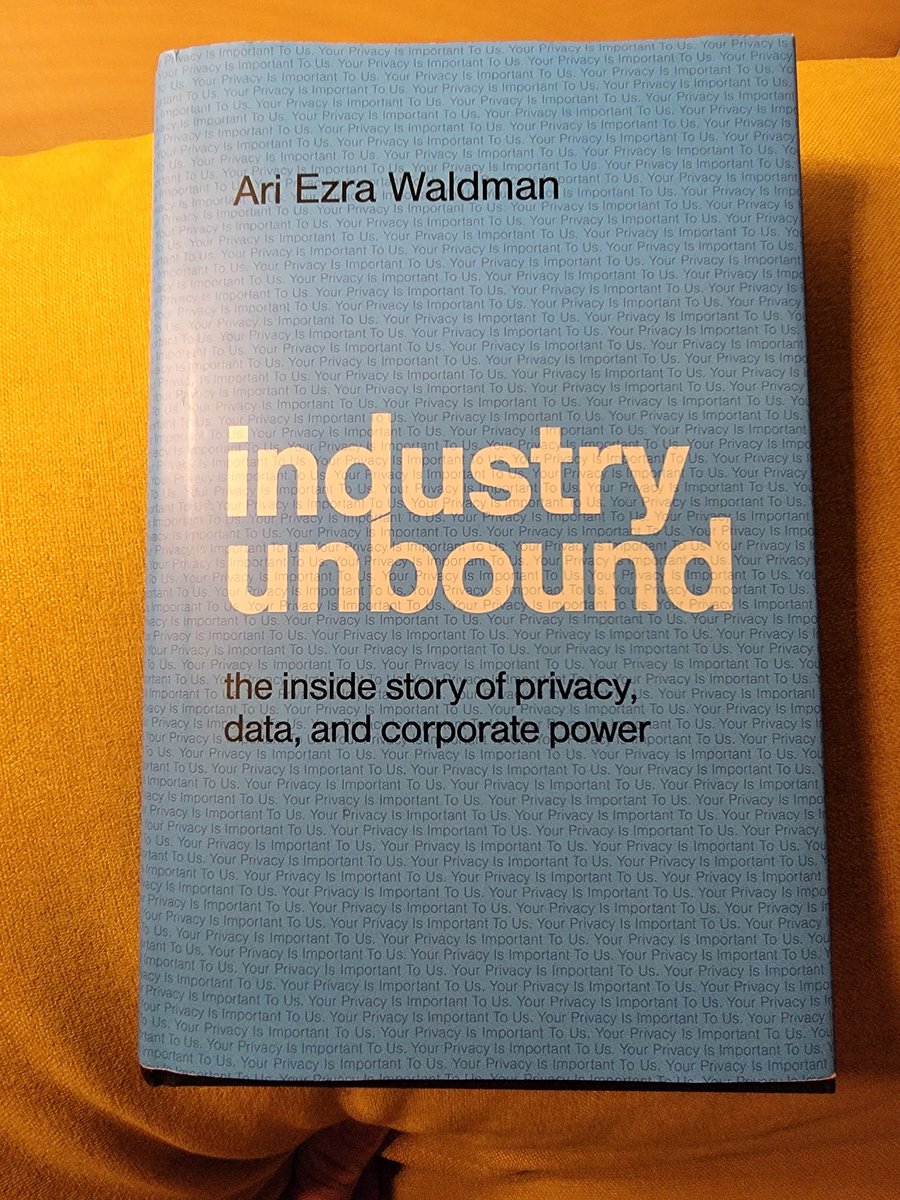 Your Privacy Is Important To Us.
Ari Ezra Waldman
industry
unbound
the inside story of privacy,
data, and corporate power